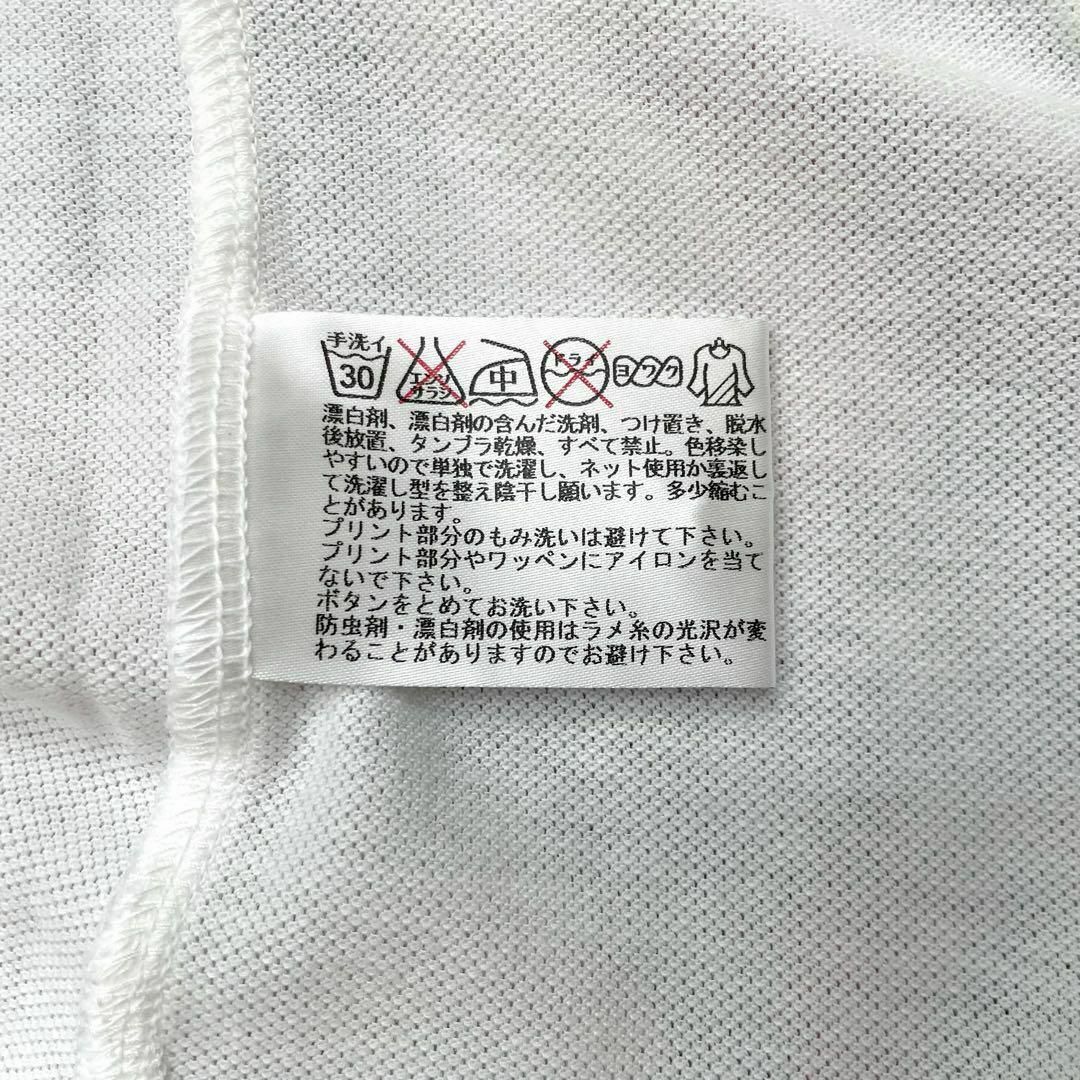 手洗イ
30
エンソ
サラシ
中
ドライ
ヨワク
漂白剤、漂白剤の含んだ洗剤、つけ置き、脱水
後放置、タンブラ乾燥、すべて禁止。色移染し
やすいので単独で洗濯し、ネット使用か裏返し
て洗濯し型を整え陰干し願います。多少縮むこ
とがあります。
プリント部分のもみ洗いは避けて下さい。
プリント部分やワッペンにアイロンを当て
ないで下さい。
ボタンをとめてお洗い下さい。
防虫剤・漂白剤の使用はラメ糸の光沢が変
わることがありますのでお避け下さい。